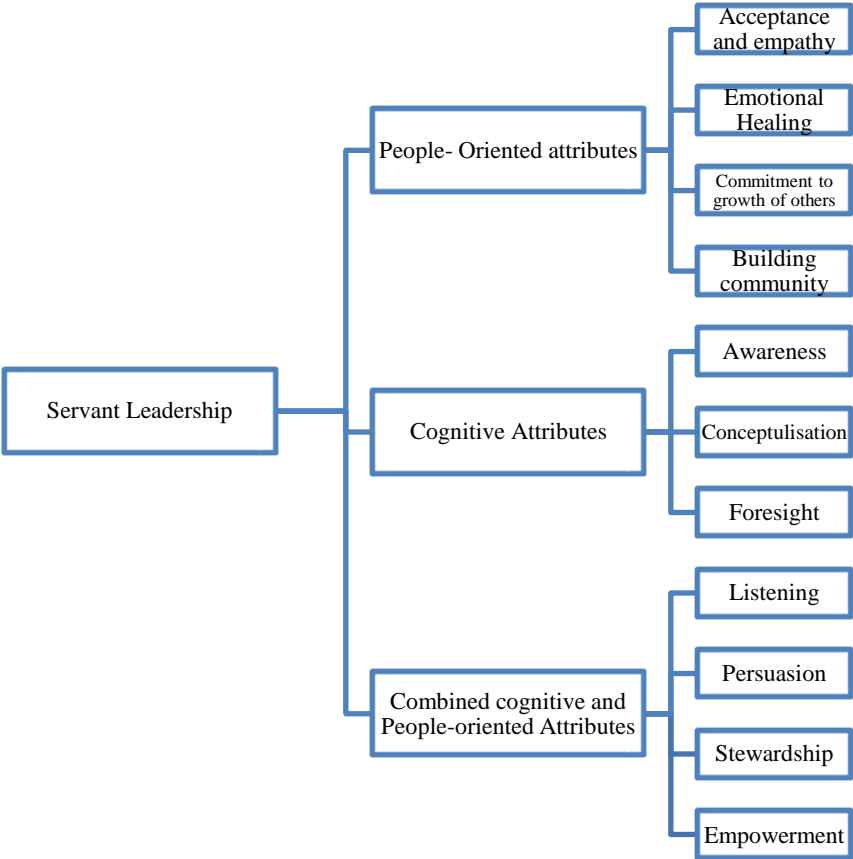 Servant Leadership
People- Oriented attributes
Acceptance
and empathy
Emotional
Healing
Commitment to
growth of others
Building
community
Cognitive Attributes
Awareness
Conceptulisation
Foresight
Combined cognitive and
People-oriented Attributes
Listening
Persuasion
Stewardship
Empowerment